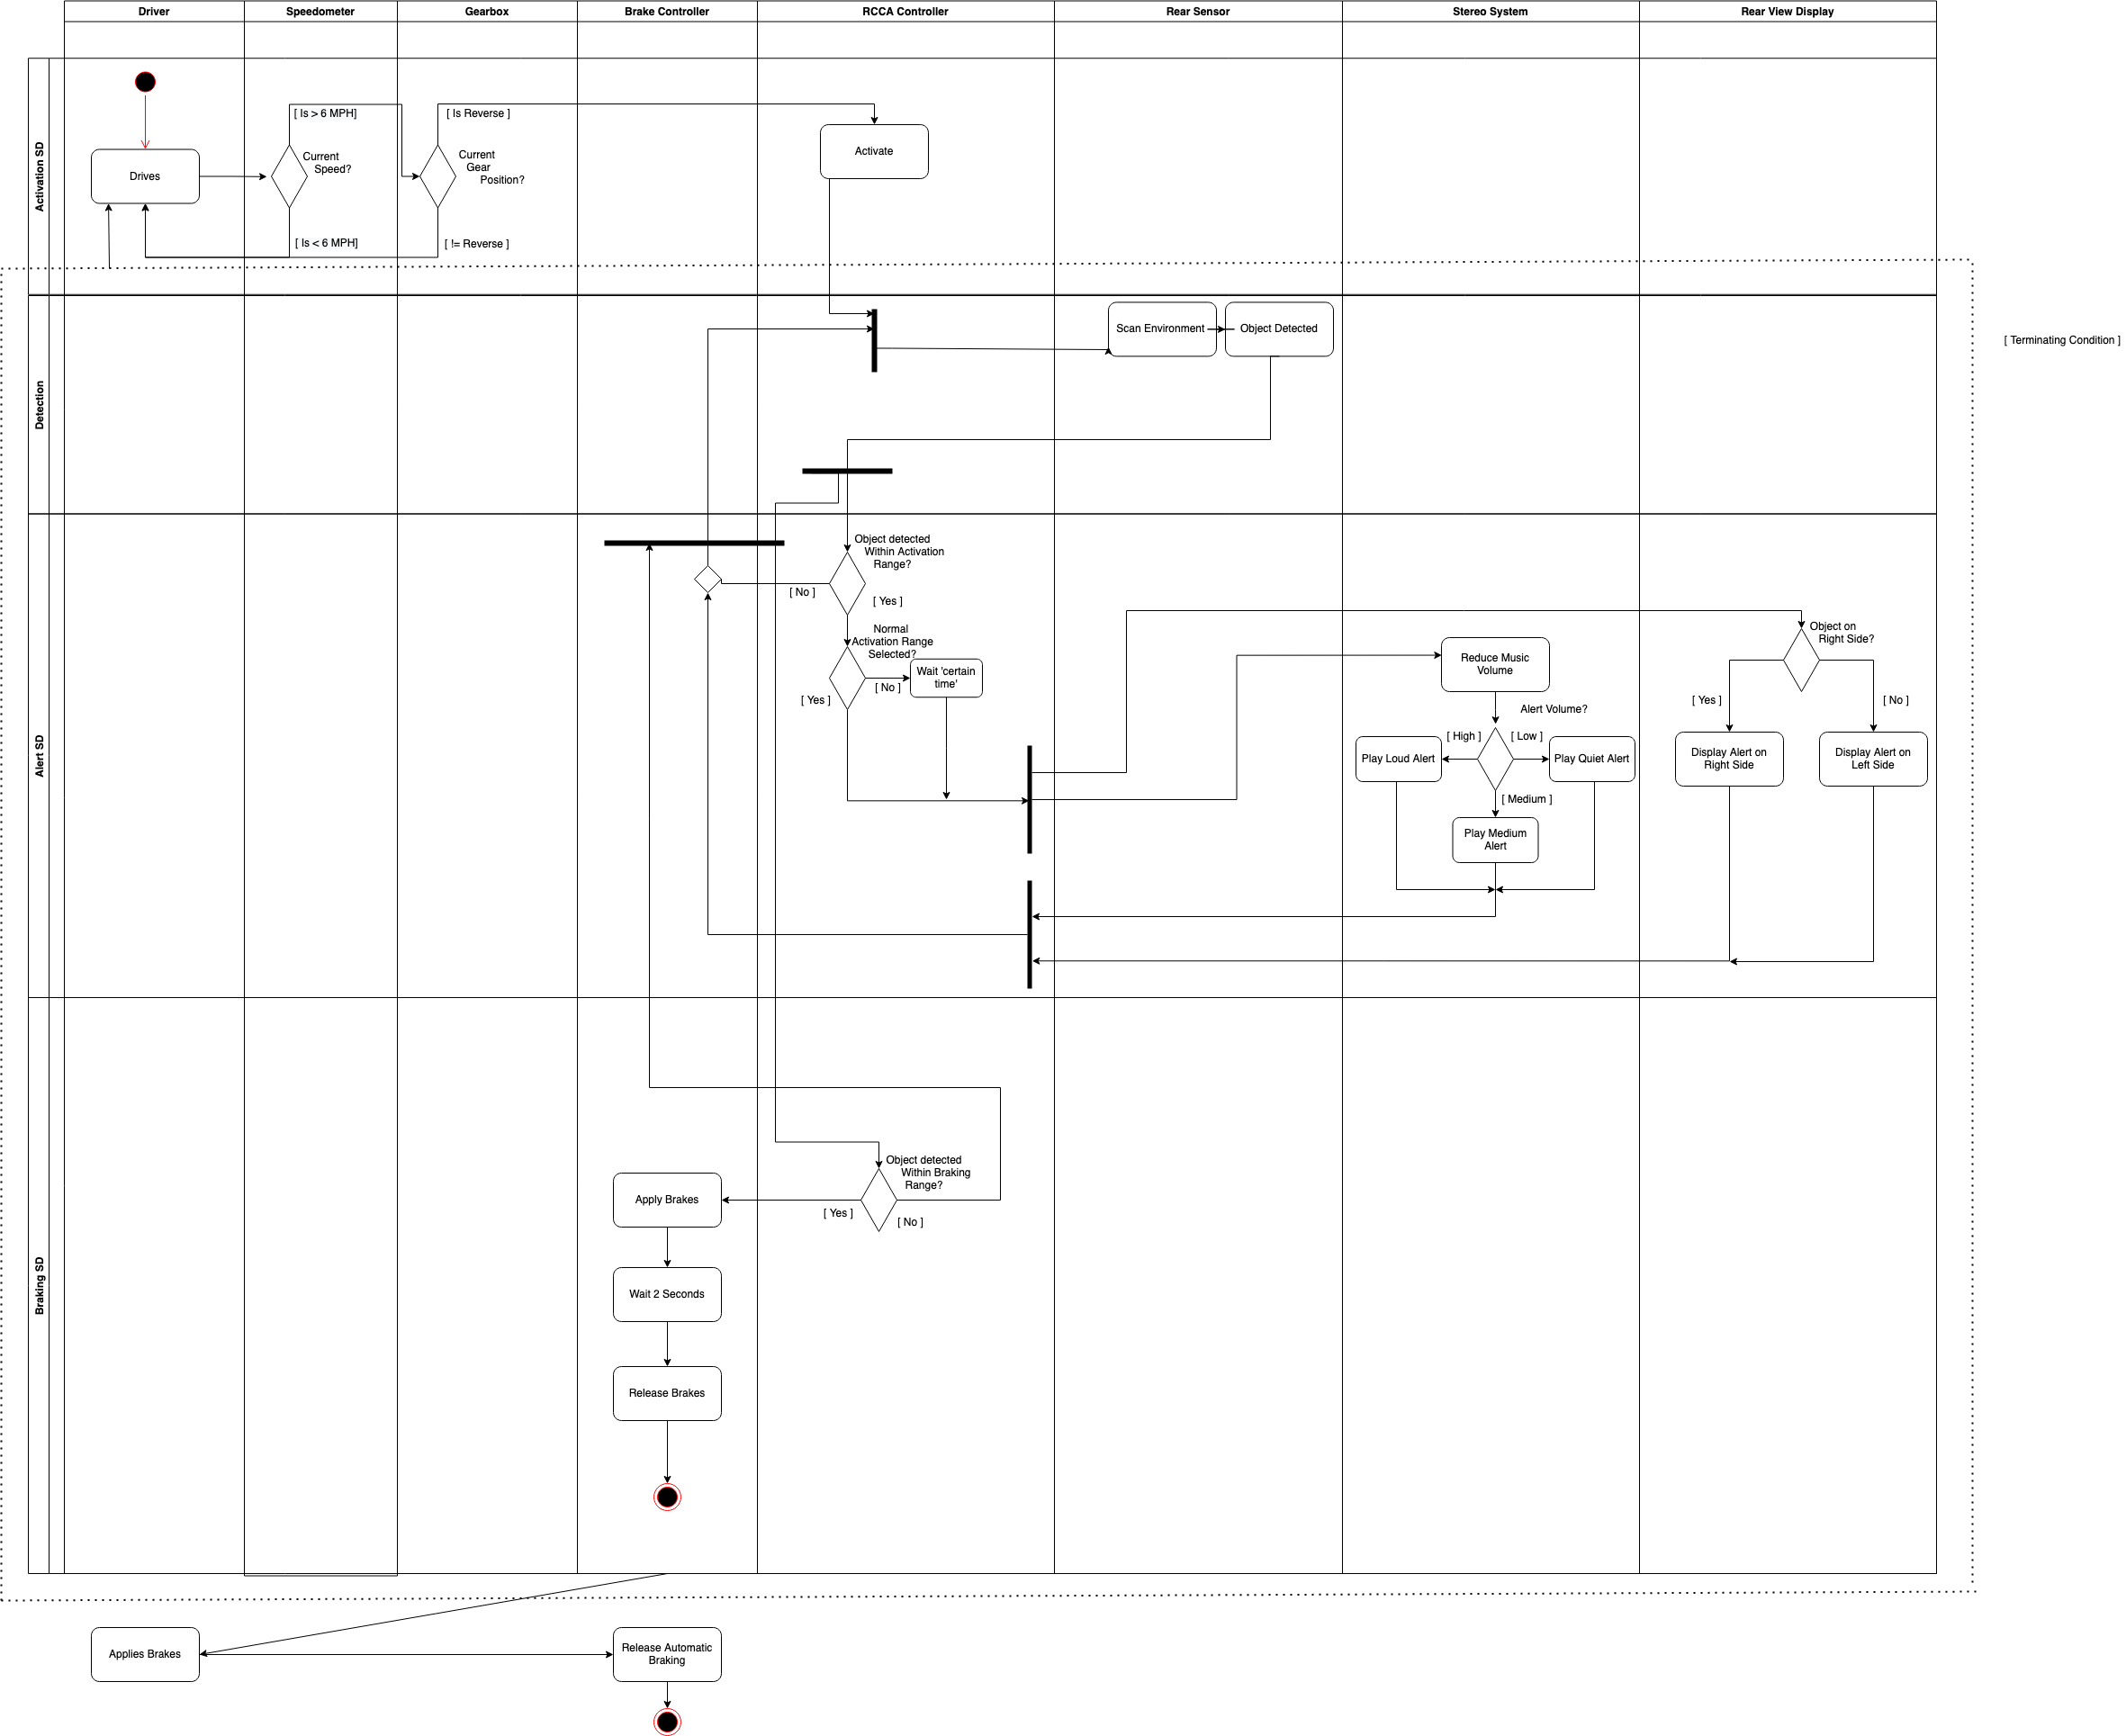 Driver
Speedometer
Gearbox
Brake Controller
RCCA Controller
Rear Sensor
Stereo System
Rear View Display
Activation SD
Drives
[ Is > 6 MPH]
Current
Speed?
[ Is < 6 MPH]
[ Is Reverse ]
Current
Gear
Position?
[ != Reverse ]
Activate
Detection
Scan Environment
Object Detected
[ Terminating Condition ]
Alert SD
Object detected
Within Activation
Range?
[ No ]
[ Yes ]
Normal
Activation Range
Selected?
[ No ]
[ Yes ]
Wait 'certain
time'
Reduce Music
Volume
Alert Volume?
[ High ]
[ Low ]
Play Loud Alert
Play Quiet Alert
[ Medium ]
Play Medium
Alert
Object on
Right Side?
[ Yes ]
[ No ]
Display Alert on
Right Side
Display Alert on
Left Side
Braking SD
Object detected
Within Braking
Range?
[ Yes ]
[ No ]
Apply Brakes
Wait 2 Seconds
Release Brakes
Applies Brakes
Release Automatic
Braking